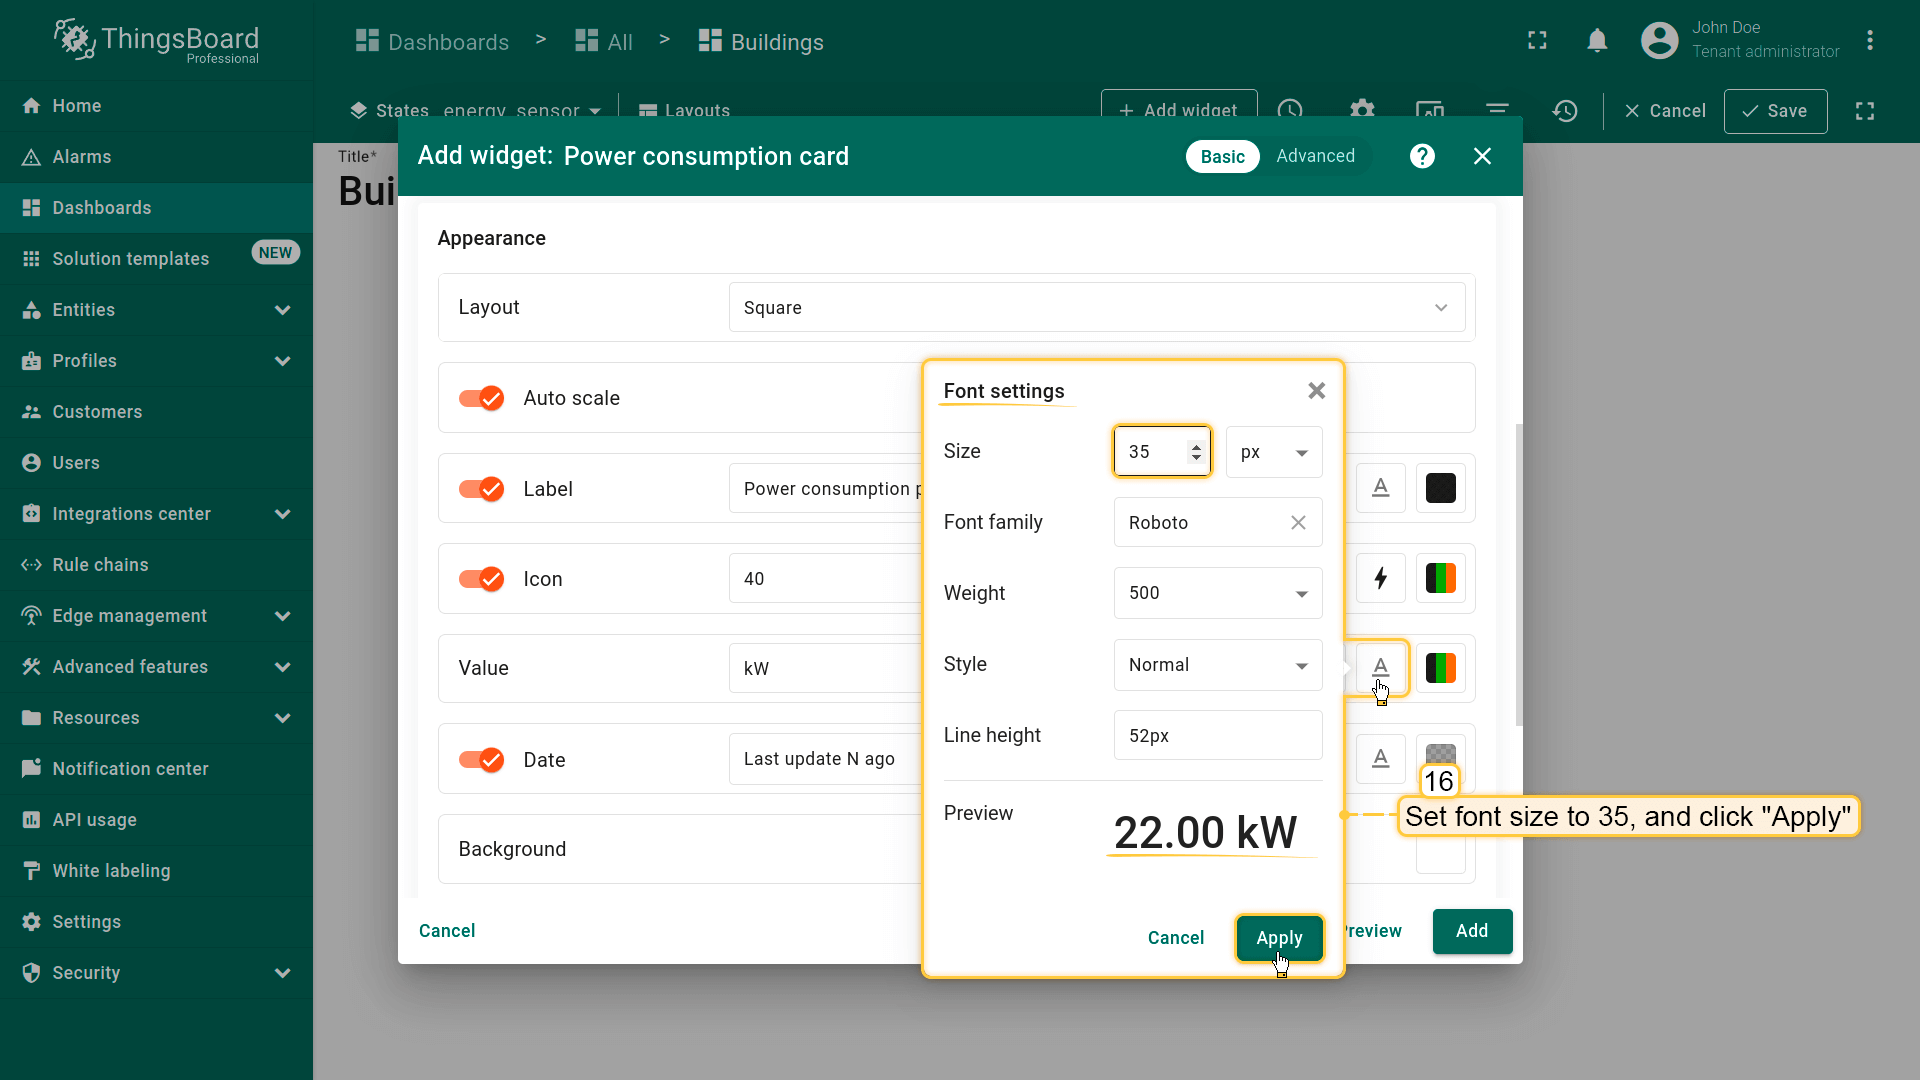 ThingsBoard
Professional
Dashboards > All > Buildings
John Doe
Tenant administrator
States energy_sensor
Layouts
+ Add widget
Cancel
Save
Home
Alarms
Dashboards
Solution templates
NEW
Entities
Profiles
Customers
Users
Integrations center
Rule chains
Edge management
Advanced features
Resources
Notification center
API usage
White labeling
Settings
Security
Title*
Bui
Add widget: Power consumption card
Basic
Advanced
?
Appearance
Layout
Square
Auto scale
Label
Power consumption p
Icon
40
Value
kW
Date
Last update N ago
Background
Cancel
Preview
Add
Font settings
Size
35
px
Font family
Roboto
Weight
500
Style
Normal
Line height
52px
Preview
22.00 kW
Cancel
Apply
16
Set font size to 35, and click "Apply"